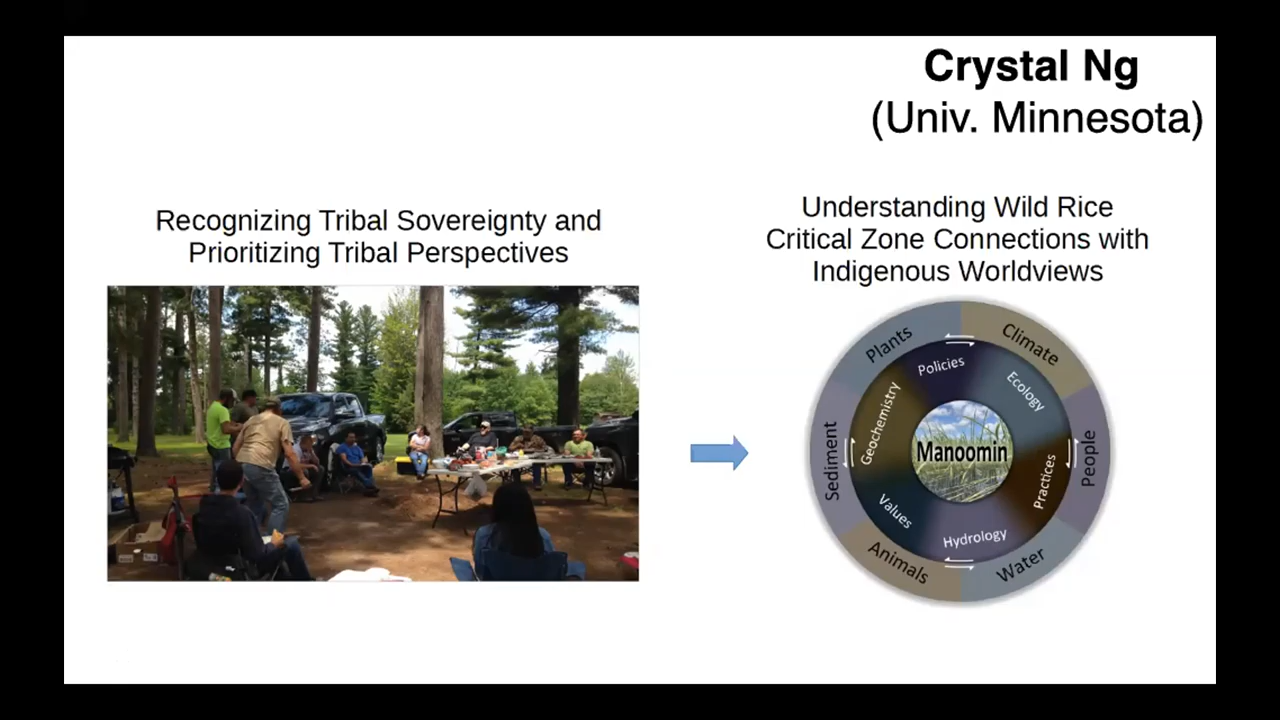 Crystal Ng
(Univ. Minnesota)
Recognizing Tribal Sovereignty and
Prioritizing Tribal Perspectives
Understanding Wild Rice
Critical Zone Connections with
Indigenous Worldviews
Plants
Climate
People
Water
Animals
Sediment
Policies
Ecology
Practices
Hydrology
Values
Geochemistry
Manoomin